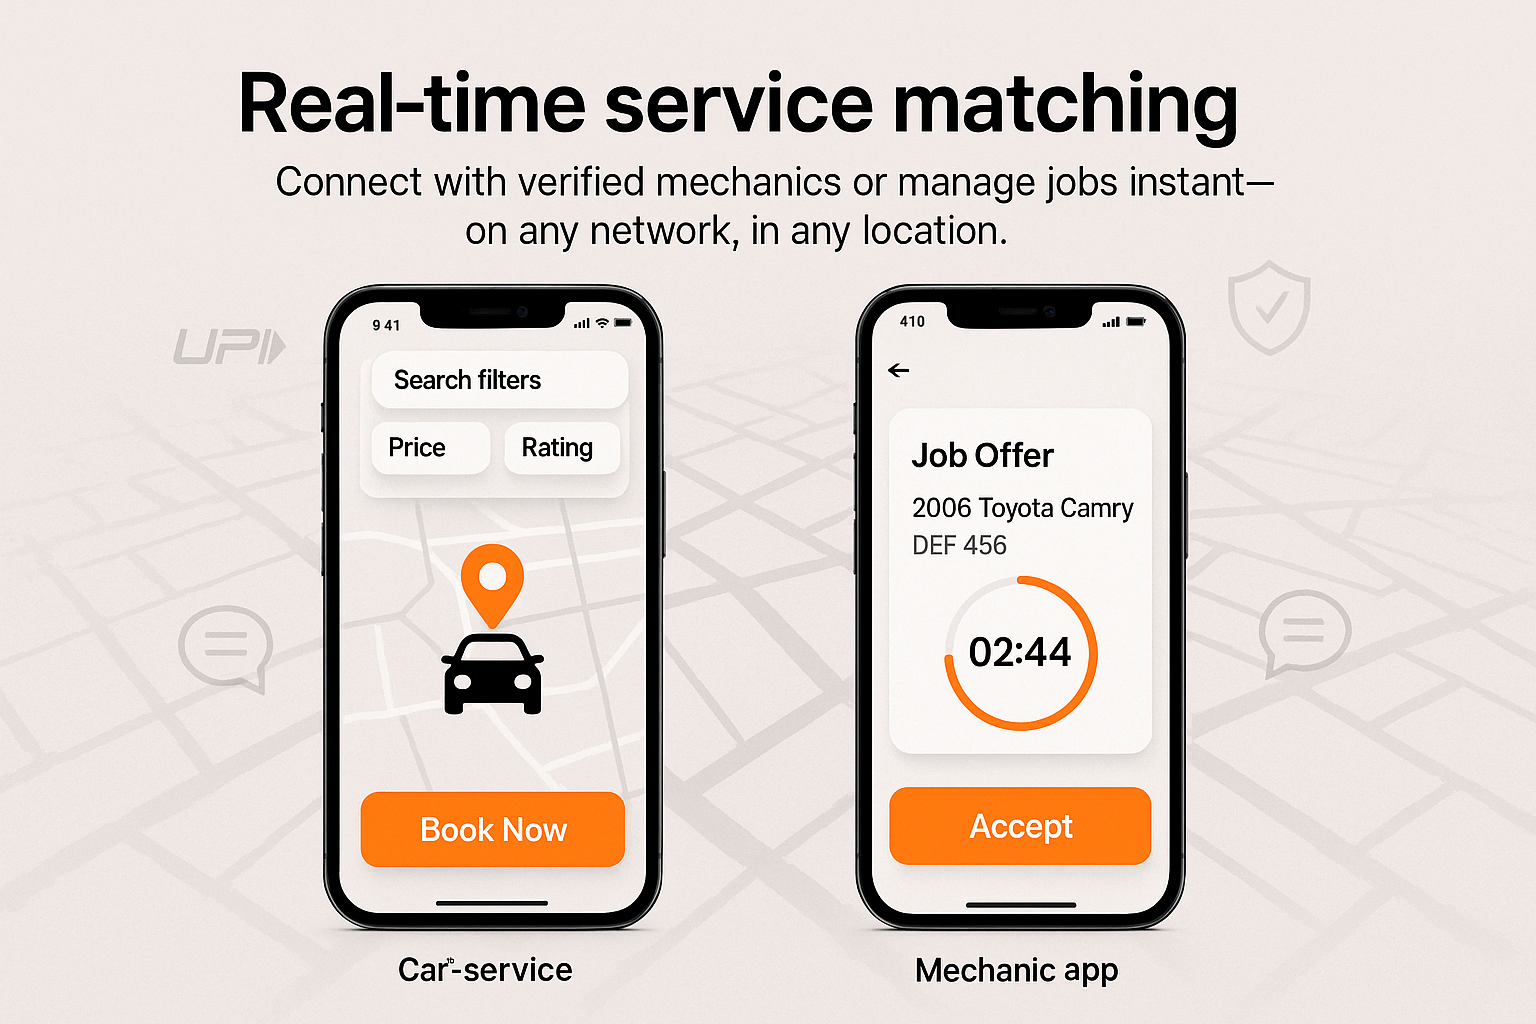 Real-time service matching
Connect with verified mechanics or manage jobs instant—
on any network, in any location.
UPI
9 41
Search filters
Price
Rating
Book Now
Car-service
410
Job Offer
2006 Toyota Camry
DEF 456
02:44
Accept
Mechanic app